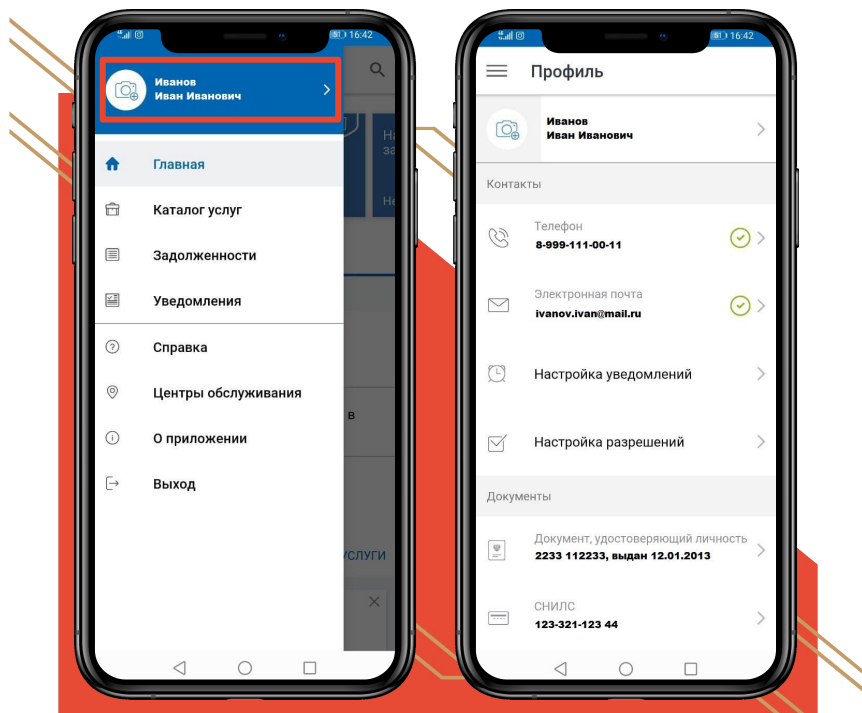 16:42
Иванов
Иван Иванович
Главная
Каталог услуг
Задолженности
Уведомления
Справка
Центры обслуживания
в
О приложении
Выход
16:42
Профиль
Иванов
Иван Иванович
Контакты
Телефон
8-999-111-00-11
Электронная почта
ivanov.ivan@mail.ru
Настройка уведомлений
Настройка разрешений
Документы
Документ, удостоверяющий личность
2233 112233, выдан 12.01.2013
СНИЛС
123-321-123 44